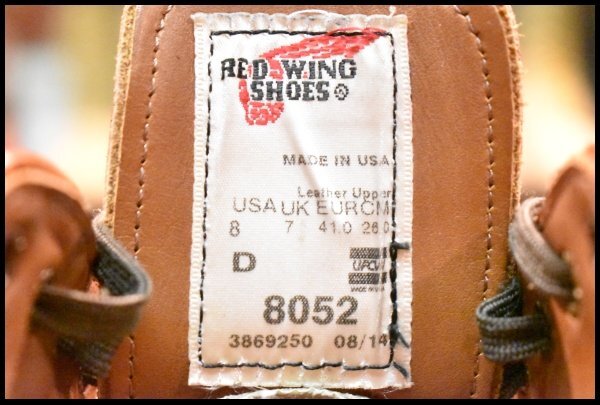 RED WING
SHOES
MADE IN USA
Leather Upper
USA UK EUR CM
8 7 41.0 26.0
D
8052
3869250 08/14